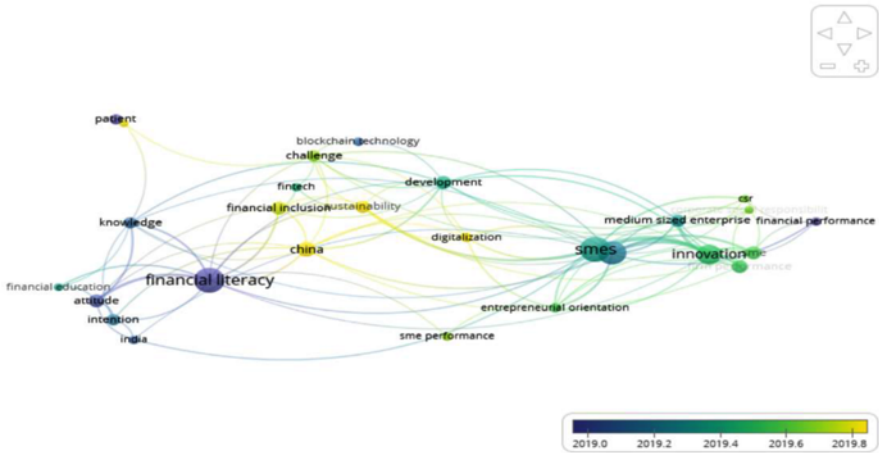 patient
blockchain technology
challenge
fintech
development
financial inclusion
sustainability
csr
knowledge
medium sized enterprise
financial performance
digitalization
china
smes
innovation
financial literacy
financial education
attitude
intention
entrepreneurial orientation
india
sme performance
2019.0 2019.2 2019.4 2019.6 2019.8